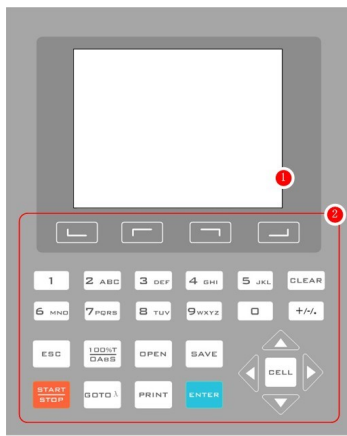 1
2
1 2 ABC 3 DEF 4 GHI 5 JKL CLEAR
6 MNO 7 PQRS 8 TUV 9 WXYZ 0 +/-/.
ESC 100%T 0ABS OPEN SAVE
CELL
START STOP GOTO λ PRINT ENTER